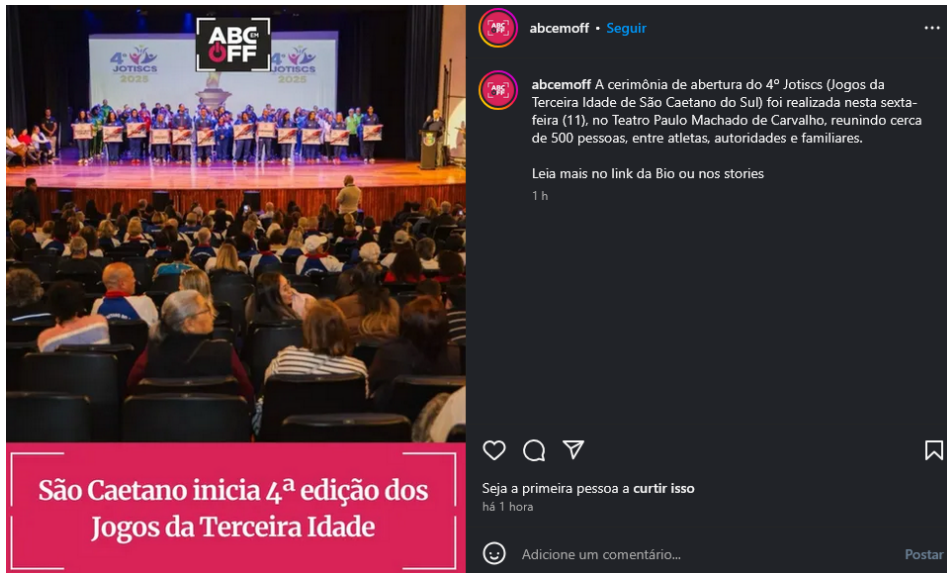 ABC EM
OFF
4º JOTISCS 2025
4º JOTISCS 2025
São Caetano inicia 4ª edição dos
Jogos da Terceira Idade
abcemoff • Seguir
abcemoff A cerimônia de abertura do 4º Jotiscs (Jogos da
Terceira Idade de São Caetano do Sul) foi realizada nesta sexta-
feira (11), no Teatro Paulo Machado de Carvalho, reunindo cerca
de 500 pessoas, entre atletas, autoridades e familiares.
Leia mais no link da Bio ou nos stories
1 h
Seja a primeira pessoa a curtir isso
há 1 hora
Adicione um comentário...
Postar